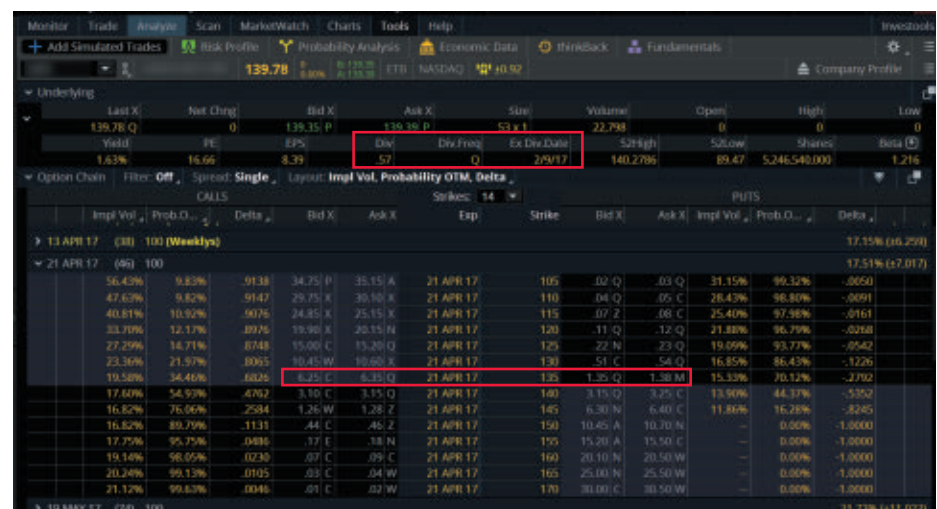 Monitor Trade Analyze Scan MarketWatch Charts Tools Help Investools
+ Add Simulated Trades Risk Profile Probability Analysis Economic Data thinkBack Fundamentals
139.78 0 0.00% B: 139.35 A: 139.39 ETB NASDAQ ±0.92 Company Profile
Underlying
Last X Net Chng Bid X Ask X Size Volume Open High Low
139.78 Q 0 139.35 P 139.39 P 53 x 1 22,798 0 0 0
Yield PE EPS Div Div.Freq Ex Div.Date 52High 52Low Shares Beta
1.63% 16.66 8.39 .57 Q 2/9/17 140.2786 89.47 5,246,540,000 1.216
Option Chain Filter: Off Spread: Single Layout: Impl Vol, Probability OTM, Delta
CALLS Strikes: 14 PUTS
Impl Vol Prob.O... Delta Bid X Ask X Exp Strike Bid X Ask X Impl Vol Prob.O... Delta
13 APR 17 (38) 100 (Weeklys) 17.15% (±6.259)
21 APR 17 (46) 100 17.51% (±7.017)
56.43% 9.83% .9138 34.75 P 35.15 A 21 APR 17 105 .02 Q .03 Q 31.15% 99.32% -.0050
47.63% 9.82% .9147 29.75 X 30.10 X 21 APR 17 110 .04 Q .05 C 28.43% 98.80% -.0091
40.81% 10.92% .9076 24.85 X 25.15 X 21 APR 17 115 .07 Z .08 C 25.40% 97.98% -.0161
33.70% 12.17% .8976 19.90 X 20.15 N 21 APR 17 120 .11 Q .12 Q 21.88% 96.79% -.0268
27.29% 14.71% .8748 15.00 C 15.20 Q 21 APR 17 125 .22 N .23 Q 19.09% 93.77% -.0542
23.36% 21.97% .8065 10.45 W 10.60 X 21 APR 17 130 .51 C .54 Q 16.85% 86.43% -.1226
19.58% 34.46% .6826 6.25 C 6.35 Q 21 APR 17 135 1.35 Q 1.38 M 15.33% 70.12% -.2792
17.60% 54.93% .4762 3.10 C 3.15 Q 21 APR 17 140 3.15 Q 3.25 C 13.90% 44.37% -.5352
16.82% 76.06% .2584 1.26 W 1.28 Z 21 APR 17 145 6.30 N 6.40 C 11.86% 16.28% -.8245
16.82% 89.79% .1131 .44 C .46 Z 21 APR 17 150 10.45 A 10.70 N -- 0.00% -1.0000
17.75% 95.75% .0486 .17 E .18 N 21 APR 17 155 15.20 A 15.50 C -- 0.00% -1.0000
19.14% 98.05% .0230 .07 C .09 C 21 APR 17 160 20.10 N 20.50 W -- 0.00% -1.0000
20.24% 99.13% .0105 .03 C .04 W 21 APR 17 165 25.00 N 25.50 W -- 0.00% -1.0000
21.12% 99.63% .0046 .01 C .02 W 21 APR 17 170 30.00 C 30.50 W -- 0.00% -1.0000
19 MAY 17 (74) 100